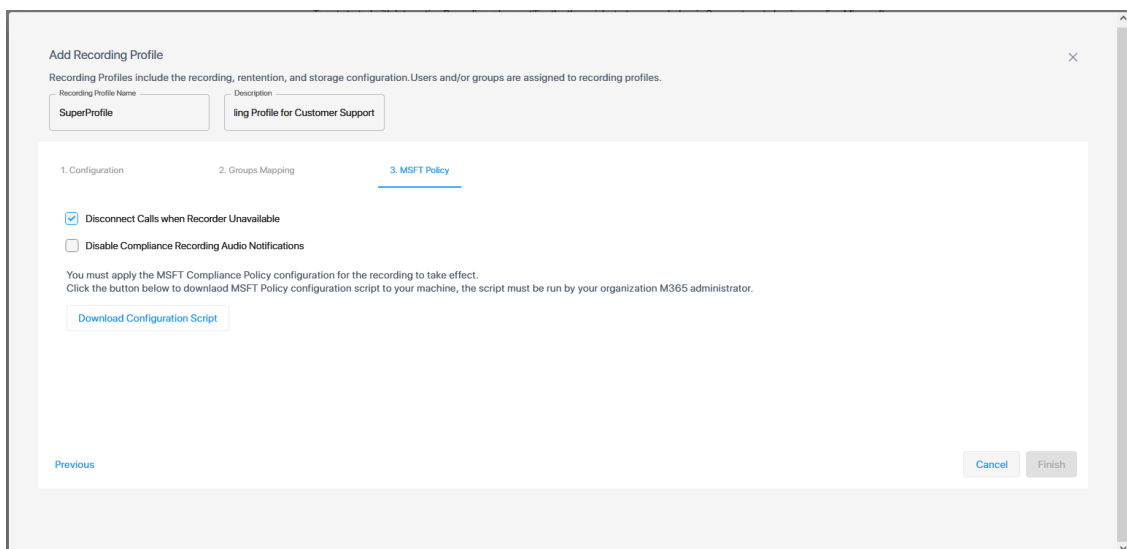 Add Recording Profile
Recording Profiles include the recording, rentention, and storage configuration.Users and/or groups are assigned to recording profiles.
Recording Profile Name
Description
SuperProfile
ling Profile for Customer Support
1. Configuration
2. Groups Mapping
3. MSFT Policy
Disconnect Calls when Recorder Unavailable
Disable Compliance Recording Audio Notifications
You must apply the MSFT Compliance Policy configuration for the recording to take effect.
Click the button below to downlaod MSFT Policy configuration script to your machine, the script must be run by your organization M365 administrator.
Download Configuration Script
Previous
Cancel
Finish